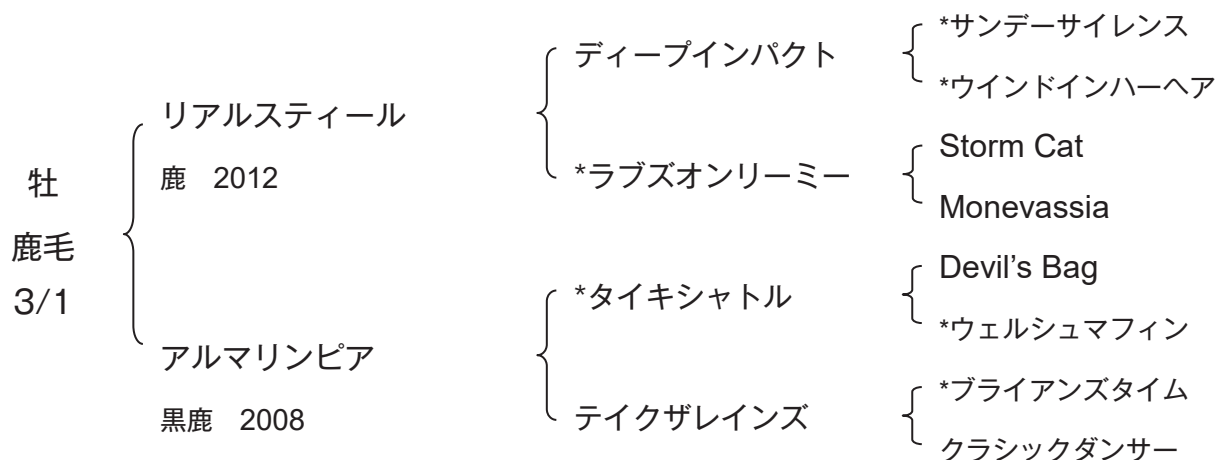 牡
鹿毛
3/1
リアルスティール
鹿　2012
アルマリンピア
黒鹿　2008
ディープインパクト
*ラブズオンリーミー
*タイキシャトル
テイクザレインズ
*サンデーサイレンス
*ウインドインハーヘア
Storm Cat
Monevassia
Devil's Bag
*ウェルシュマフィン
*ブライアンズタイム
クラシックダンサー